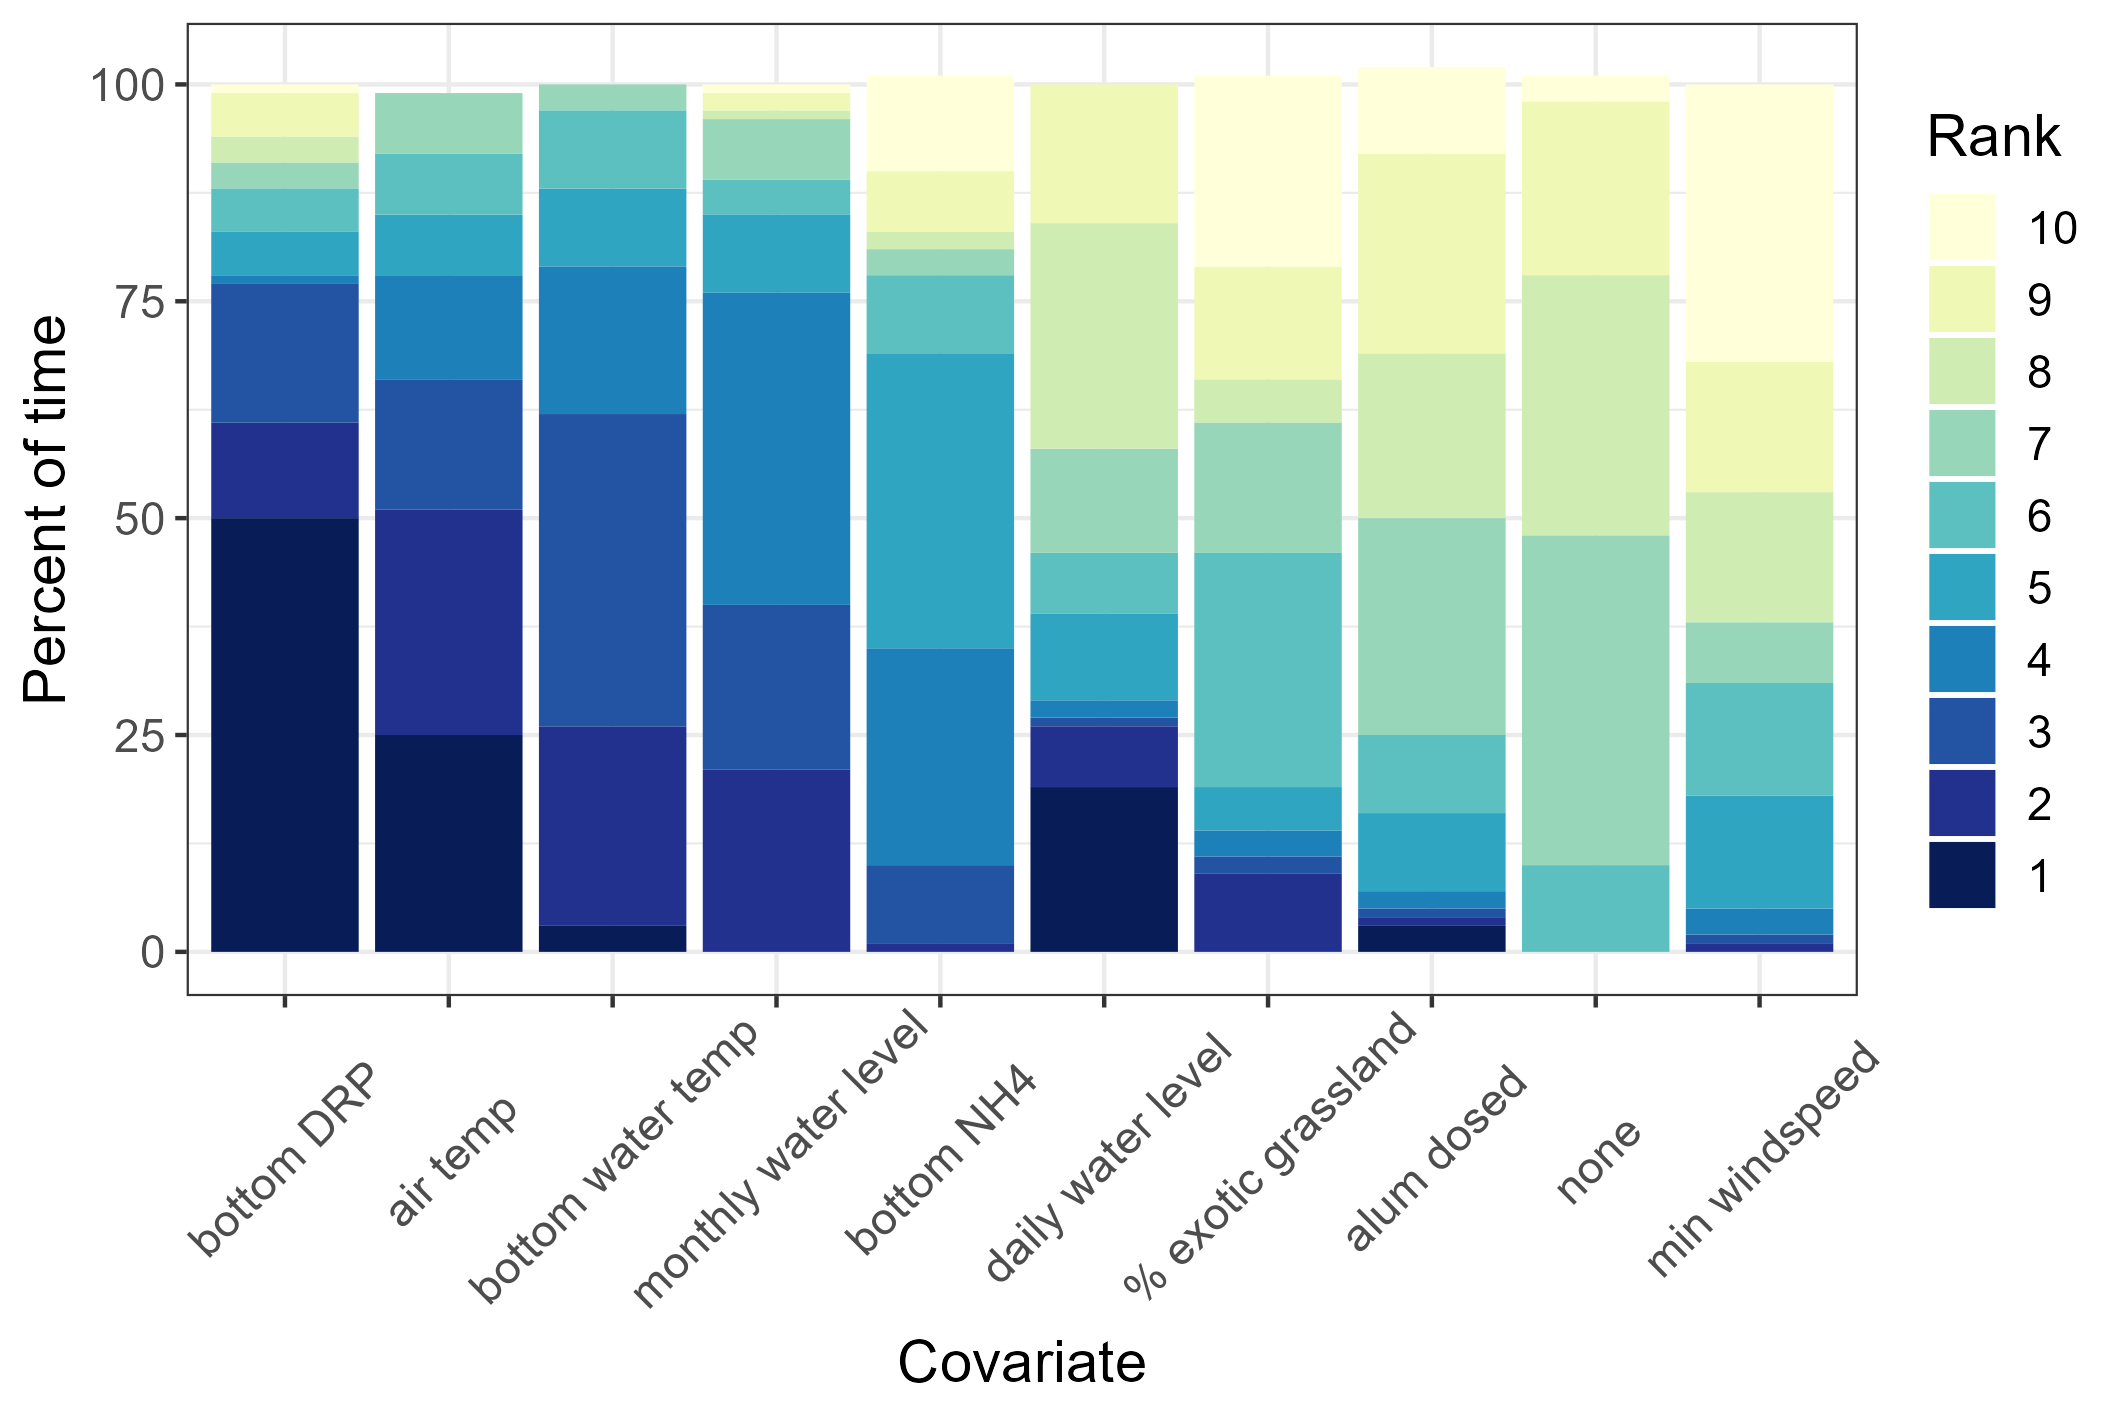 100
75
50
25
0
Percent of time
bottom DRP
air temp
bottom water temp
monthly water level
bottom NH4
daily water level
% exotic grassland
alum dosed
none
min windspeed
Covariate
Rank
10
9
8
7
6
5
4
3
2
1